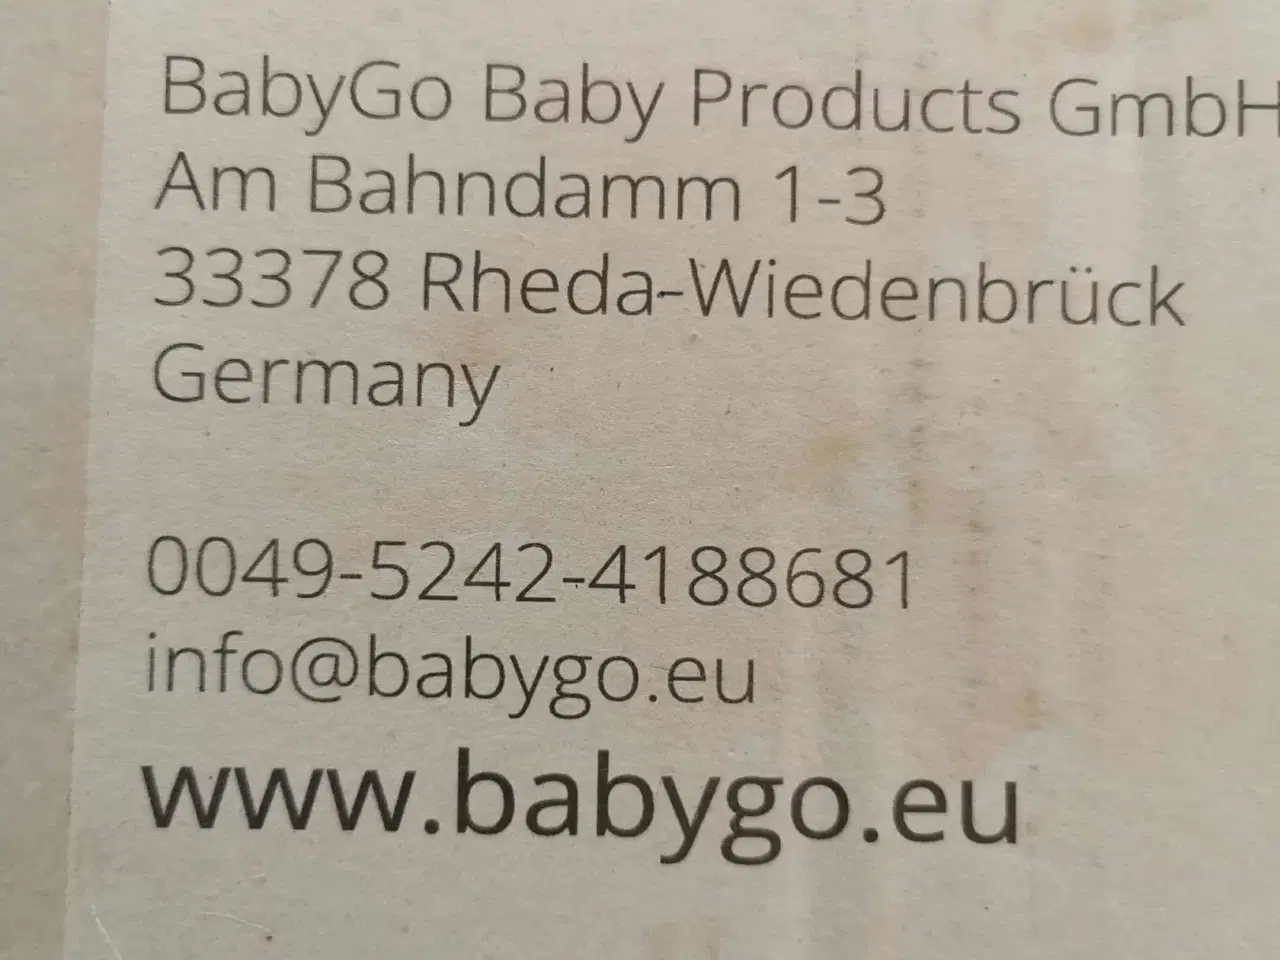 BabyGo Baby Products GmbH
Am Bahndamm 1-3
33378 Rheda-Wiedenbrück
Germany
0049-5242-4188681
info@babygo.eu
www.babygo.eu